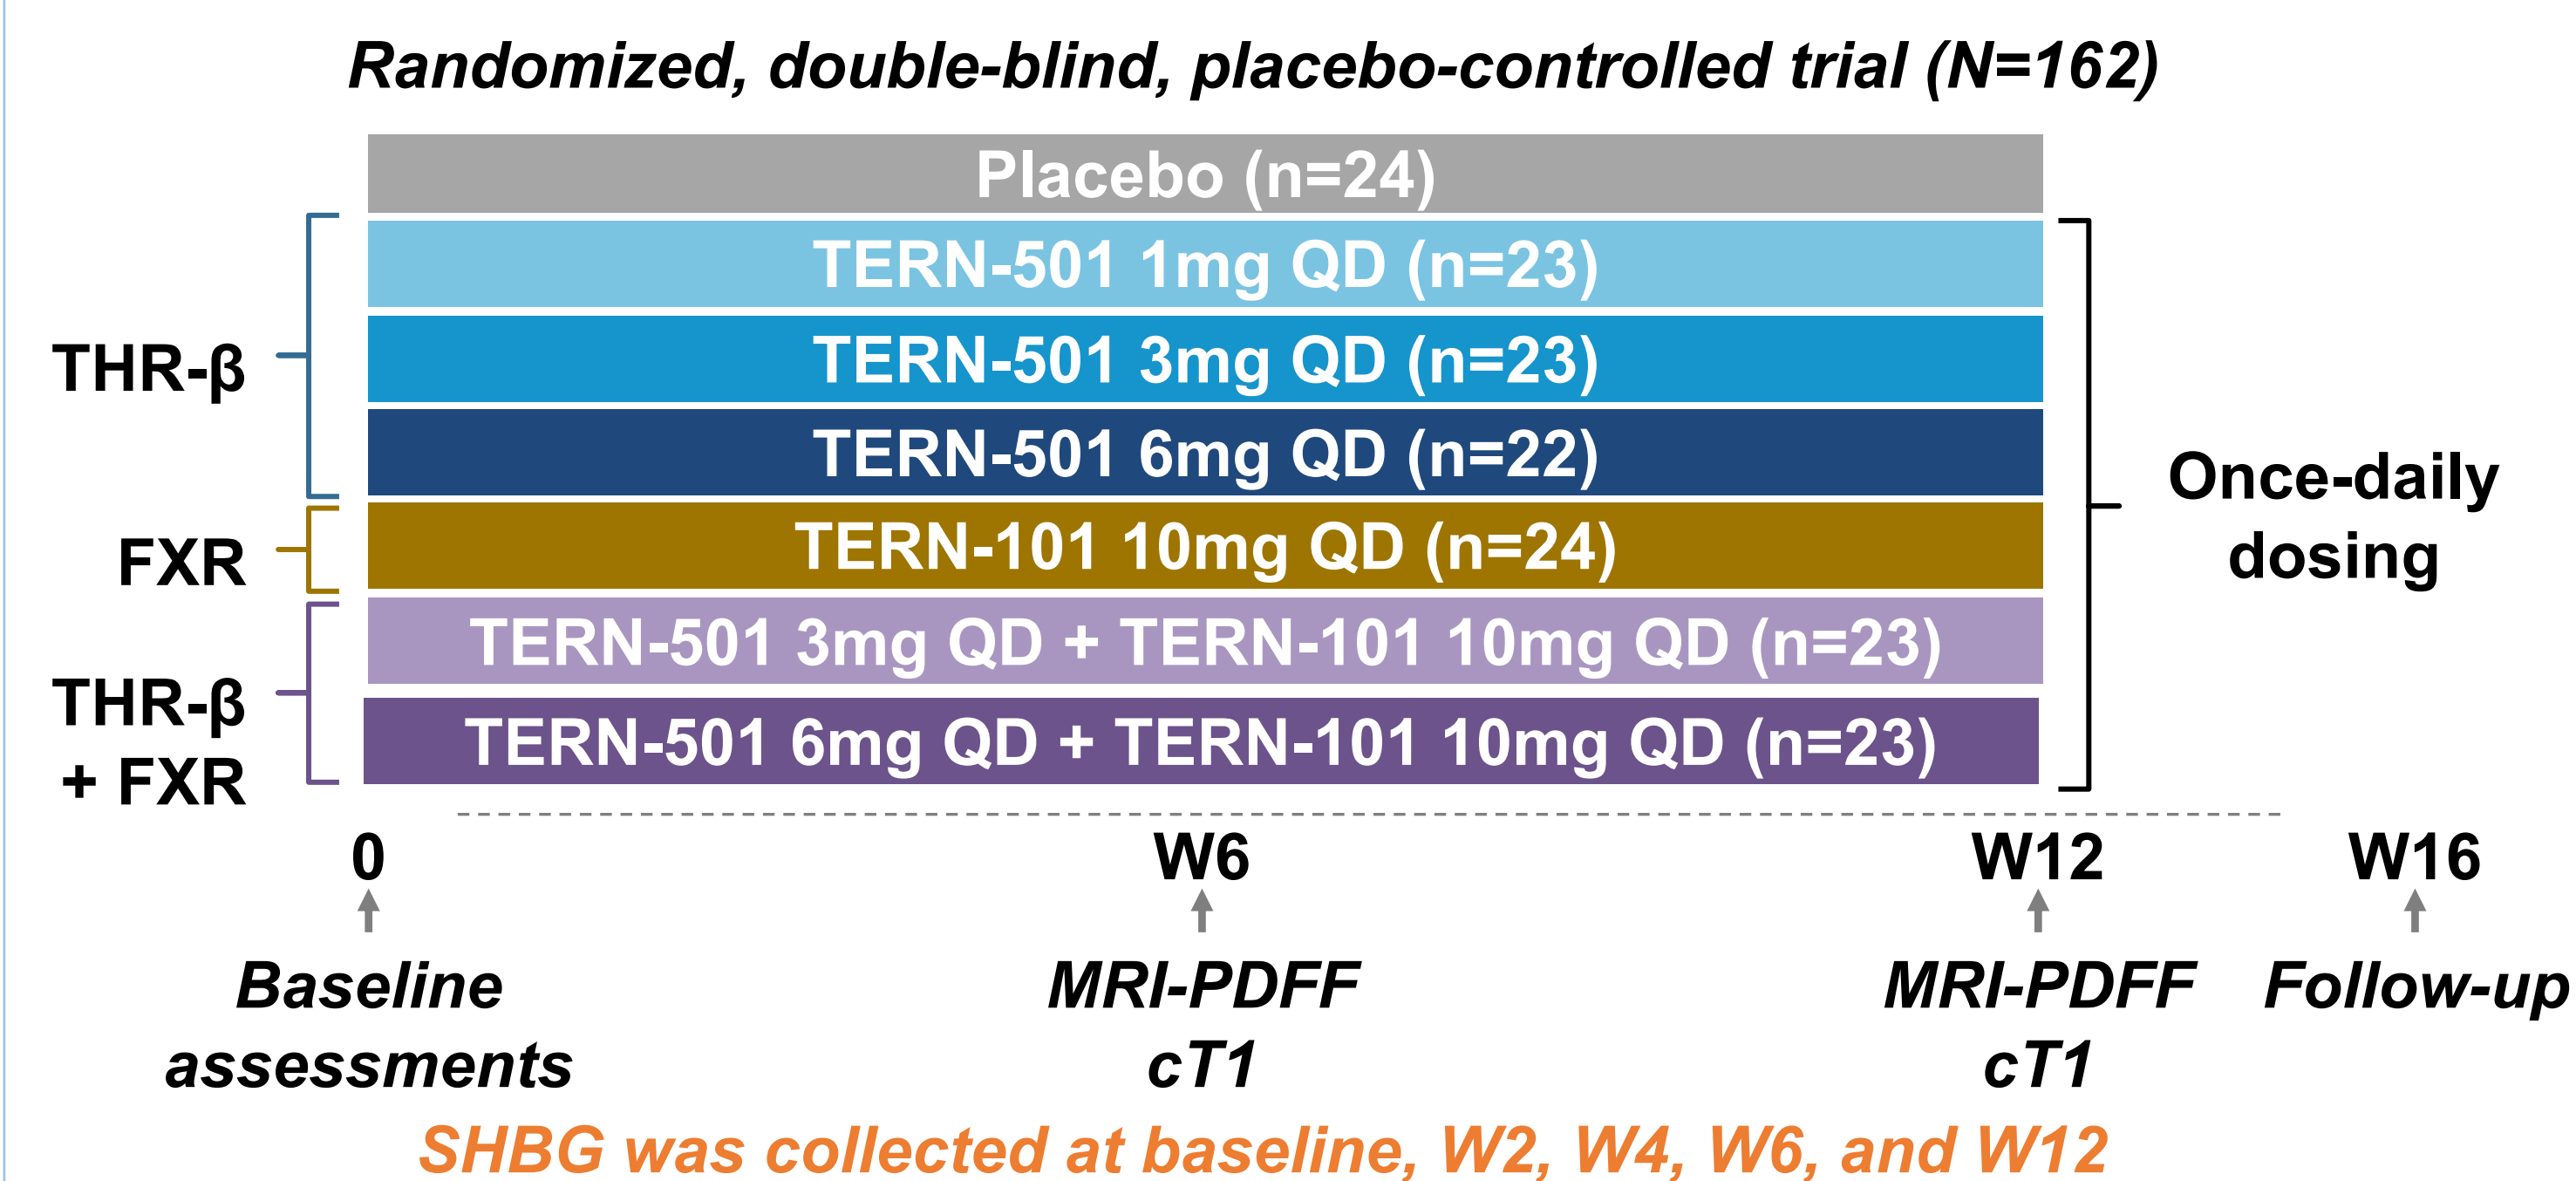 Randomized, double-blind, placebo-controlled trial (N=162)
Placebo (n=24)
THR-β
TERN-501 1mg QD (n=23)
TERN-501 3mg QD (n=23)
TERN-501 6mg QD (n=22)
FXR
TERN-101 10mg QD (n=24)
THR-β
+ FXR
TERN-501 3mg QD + TERN-101 10mg QD (n=23)
TERN-501 6mg QD + TERN-101 10mg QD (n=23)
Once-daily
dosing
0
W6
W12
W16
Baseline
assessments
MRI-PDFF
cT1
MRI-PDFF
cT1
Follow-up
SHBG was collected at baseline, W2, W4, W6, and W12